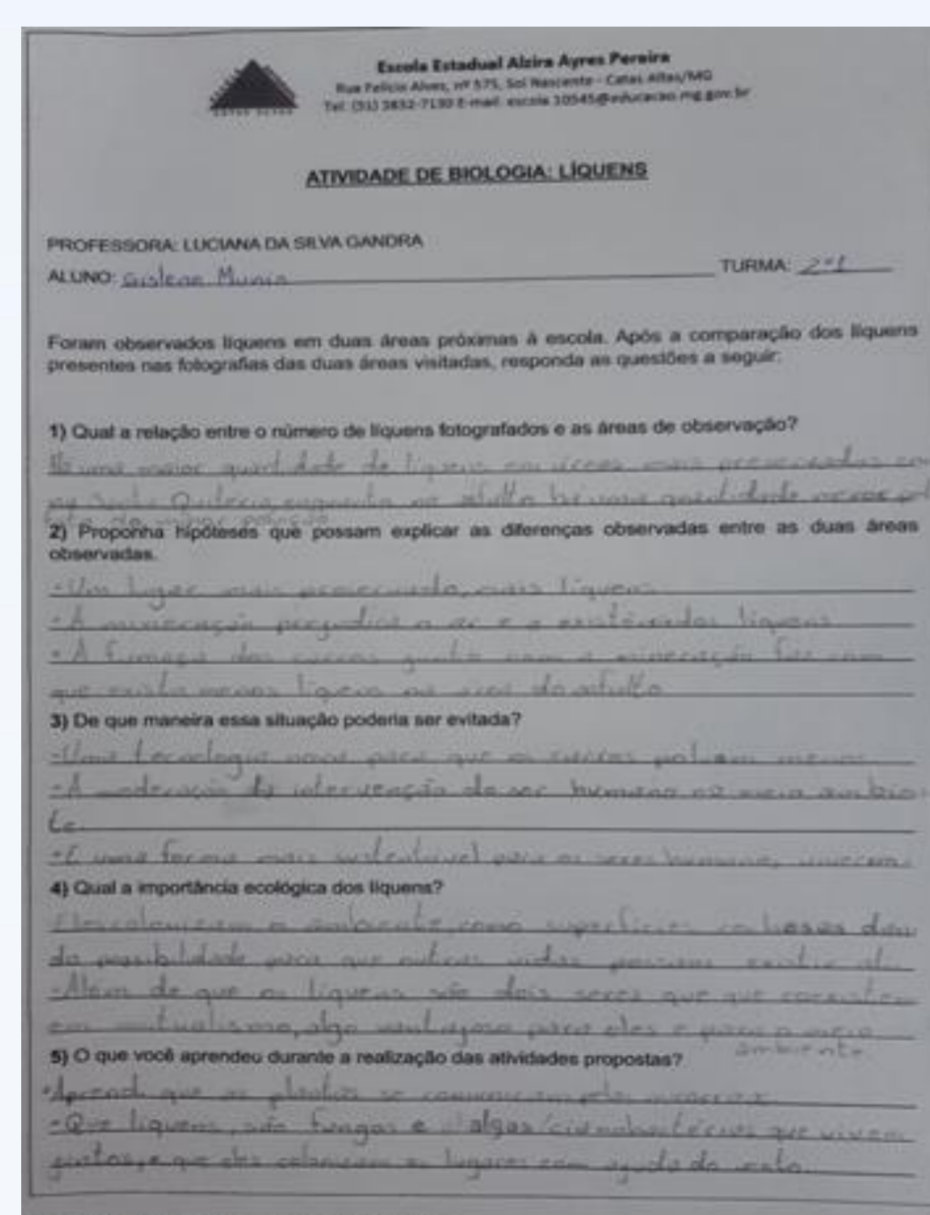 Escola Estadual Alzira Ayres Pereira
Rua Felício Alves, nº 575, Sol Nascente - Catas Altas/MG
Tel: (31) 3832-7130 E-mail: escola.10545@educacao.mg.gov.br
ATIVIDADE DE BIOLOGIA: LÍQUENS
PROFESSORA: LUCIANA DA SILVA GANDRA
ALUNO: Gislene Muniz TURMA: 2º1
Foram observados líquens em duas áreas próximas à escola. Após a comparação dos líquens
presentes nas fotografias das duas áreas visitadas, responda as questões a seguir:
1) Qual a relação entre o número de líquens fotografados e as áreas de observação?
Há uma maior quantidade de líquens em áreas mais preservadas
Santa Quitéria enquanto no asfalto há uma quantidade menor
2) Proponha hipóteses que possam explicar as diferenças observadas entre as duas áreas
observadas.
- Um lugar mais preservado, mais líquens
- A mineração prejudica o ar e a existência dos líquens
- A fumaça dos carros junto com a mineração faz com
que exista menos líquens na área do asfalto
3) De que maneira essa situação poderia ser evitada?
- Uma tecnologia nova para que os carros poluam menos
- A moderação da intervenção do ser humano no meio ambien
te.
- E uma forma mais sustentável para os seres humanos viverem.
4) Qual a importância ecológica dos líquens?
Eles colonizam o ambiente como superfícies rochosas dan
do possibilidade para que outras vidas possam existir ali.
- Além de que os líquens são dois seres que que coexistem
em mutualismo, algo vantajoso para eles e para o meio
ambiente
5) O que você aprendeu durante a realização das atividades propostas?
- Aprendi que as plantas se comunicam pelas
- Que líquens são fungos e algas/cianobactérias que vivem
juntos, e que eles colonizam os lugares com ajuda do vento.